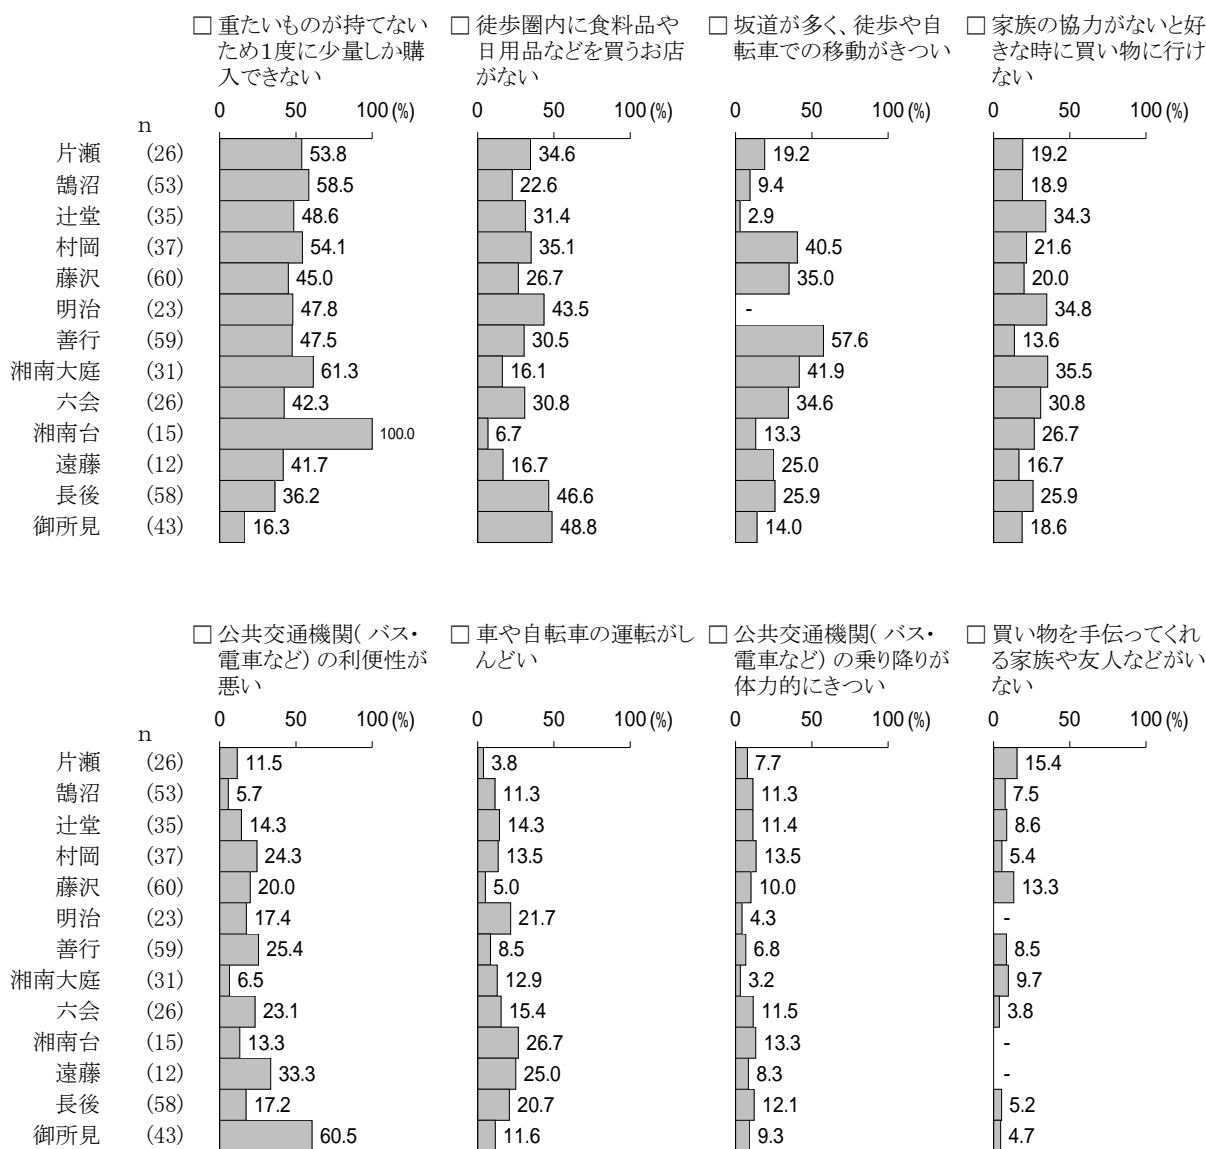 □ 重たいものが持てない
ため1度に少量しか購
入できない
□ 徒歩圏内に食料品や
日用品などを買うお店
がない
□ 坂道が多く、徒歩や自
転車での移動がきつい
□ 家族の協力がないと好
きな時に買い物に行け
ない
0 50 100(%) 0 50 100(%) 0 50 100(%) 0 50 100(%)
n
片瀬 (26) 53.8 34.6 19.2 19.2
鵠沼 (53) 58.5 22.6 9.4 18.9
辻堂 (35) 48.6 31.4 2.9 34.3
村岡 (37) 54.1 35.1 40.5 21.6
藤沢 (60) 45.0 26.7 35.0 20.0
明治 (23) 47.8 43.5 - 34.8
善行 (59) 47.5 30.5 57.6 13.6
湘南大庭 (31) 61.3 16.1 41.9 35.5
六会 (26) 42.3 30.8 34.6 30.8
湘南台 (15) 100.0 6.7 13.3 26.7
遠藤 (12) 41.7 16.7 25.0 16.7
長後 (58) 36.2 46.6 25.9 25.9
御所見 (43) 16.3 48.8 14.0 18.6
□ 公共交通機関(バス・
電車など)の利便性が
悪い
□ 車や自転車の運転がし
んどい
□ 公共交通機関(バス・
電車など)の乗り降りが
体力的にきつい
□ 買い物を手伝ってくれ
る家族や友人などがい
ない
0 50 100(%) 0 50 100(%) 0 50 100(%) 0 50 100(%)
n
片瀬 (26) 11.5 3.8 7.7 15.4
鵠沼 (53) 5.7 11.3 11.3 7.5
辻堂 (35) 14.3 14.3 11.4 8.6
村岡 (37) 24.3 13.5 13.5 5.4
藤沢 (60) 20.0 5.0 10.0 13.3
明治 (23) 17.4 21.7 4.3 -
善行 (59) 25.4 8.5 6.8 8.5
湘南大庭 (31) 6.5 12.9 3.2 9.7
六会 (26) 23.1 15.4 11.5 3.8
湘南台 (15) 13.3 26.7 13.3 -
遠藤 (12) 33.3 25.0 8.3 -
長後 (58) 17.2 20.7 12.1 5.2
御所見 (43) 60.5 11.6 9.3 4.7